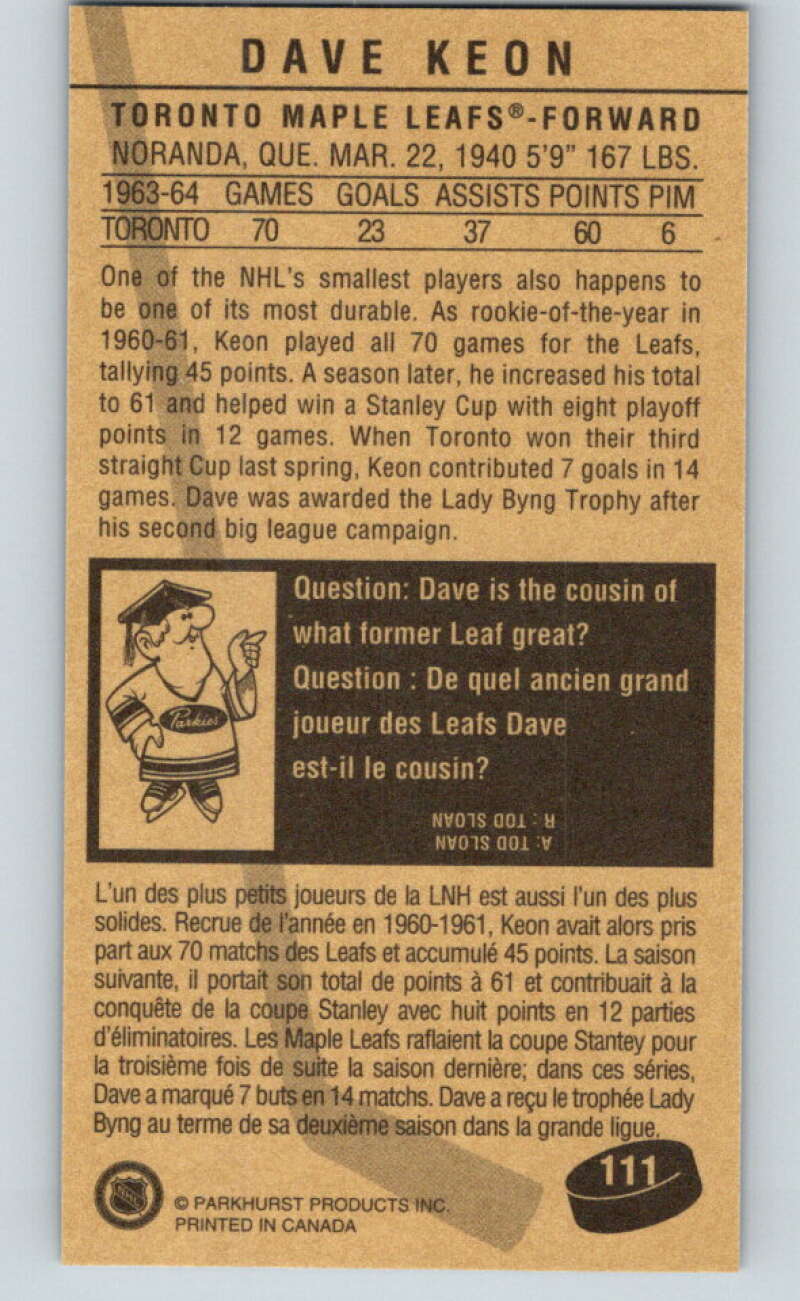 DAVE KEON
TORONTO MAPLE LEAFS®-FORWARD
NORANDA, QUE. MAR. 22, 1940 5'9" 167 LBS.
1963-64 GAMES GOALS ASSISTS POINTS PIM
TORONTO 70 23 37 60 6
One of the NHL's smallest players also happens to
be one of its most durable. As rookie-of-the-year in
1960-61, Keon played all 70 games for the Leafs,
tallying 45 points. A season later, he increased his total
to 61 and helped win a Stanley Cup with eight playoff
points in 12 games. When Toronto won their third
straight Cup last spring, Keon contributed 7 goals in 14
games. Dave was awarded the Lady Byng Trophy after
his second big league campaign.
Parkies
Question: Dave is the cousin of
what former Leaf great?
Question : De quel ancien grand
joueur des Leafs Dave
est-il le cousin?
A: TOD SLOAN
R : TOD SLOAN
L'un des plus petits joueurs de la LNH est aussi l'un des plus
solides. Recrue de l'année en 1960-1961, Keon avait alors pris
part aux 70 matchs des Leafs et accumulé 45 points. La saison
suivante, il portait son total de points à 61 et contribuait à la
conquête de la coupe Stanley avec huit points en 12 parties
d'éliminatoires. Les Maple Leafs raflaient la coupe Stantey pour
la troisième fois de suite la saison dernière; dans ces séries,
Dave a marqué 7 buts en 14 matchs. Dave a reçu le trophée Lady
Byng au terme de sa deuxième saison dans la grande ligue.
111
NHL
© PARKHURST PRODUCTS INC.
PRINTED IN CANADA